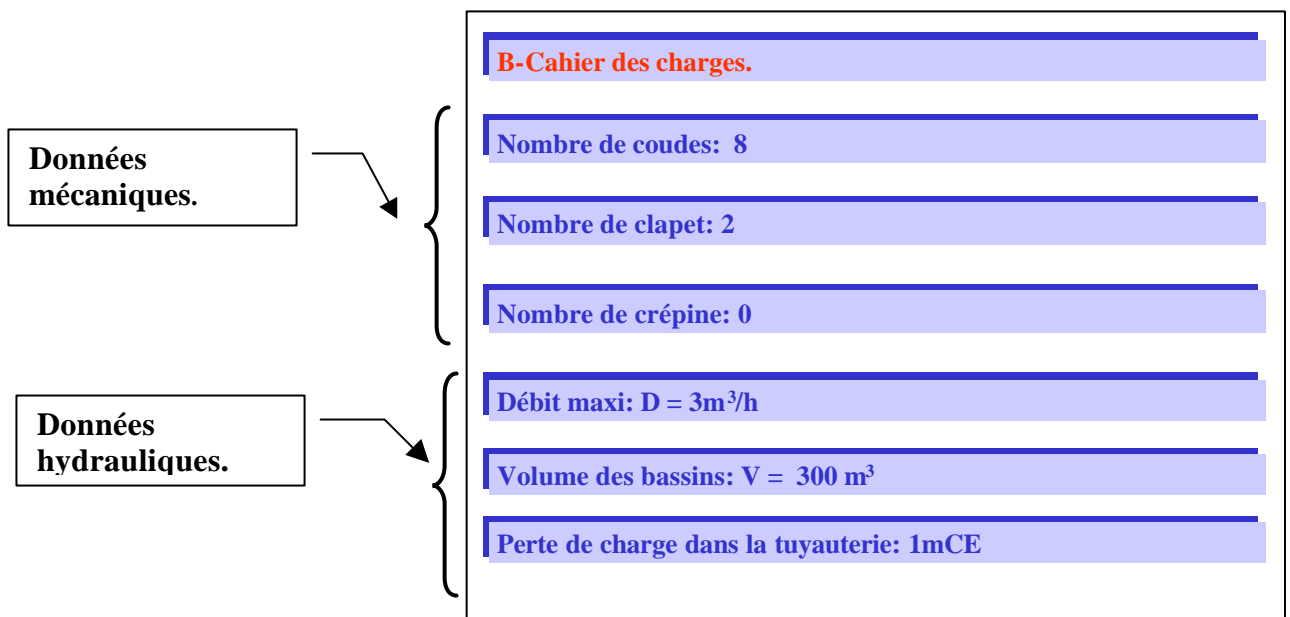 B-Cahier des charges.
Données
mécaniques.
Nombre de coudes: 8
Nombre de clapet: 2
Nombre de crépine: 0
Données
hydrauliques.
Débit maxi: D = 3m³/h
Volume des bassins: V = 300 m³
Perte de charge dans la tuyauterie: 1mCE